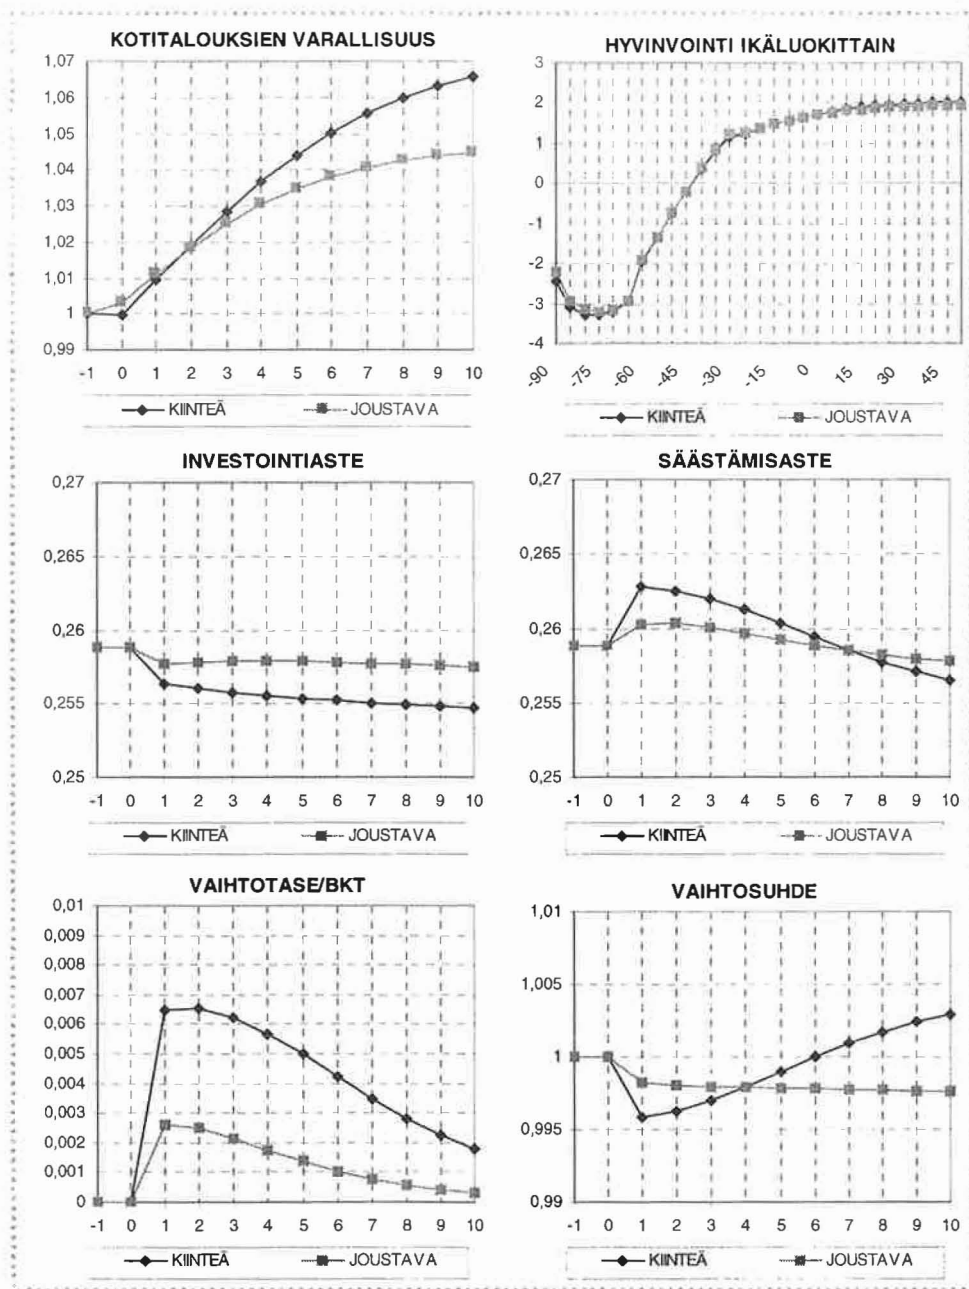 KOTITALOUKSIEN VARALLISUUS
1,07
1,06
1,05
1,04
1,03
1,02
1,01
1
0,99
-1 0 1 2 3 4 5 6 7 8 9 10
KIINTEÄ JOUSTAVA
HYVINVOINTI IKÄLUOKITTAIN
3
2
1
0
-1
-2
-3
-4
-90 -75 -60 -45 -30 -15 0 15 30 45
KIINTEÄ JOUSTAVA
INVESTOINTIASTE
0,27
0,265
0,26
0,255
0,25
-1 0 1 2 3 4 5 6 7 8 9 10
KIINTEÄ JOUSTAVA
SÄÄSTÄMISASTE
0,27
0,265
0,26
0,255
0,25
-1 0 1 2 3 4 5 6 7 8 9 10
KIINTEÄ JOUSTAVA
VAIHTOTASE/BKT
0,01
0,009
0,008
0,007
0,006
0,005
0,004
0,003
0,002
0,001
0
-1 0 1 2 3 4 5 6 7 8 9 10
KIINTEÄ JOUSTAVA
VAIHTOSUHDE
1,01
1,005
1
0,995
0,99
-1 0 1 2 3 4 5 6 7 8 9 10
KIINTEÄ JOUSTAVA